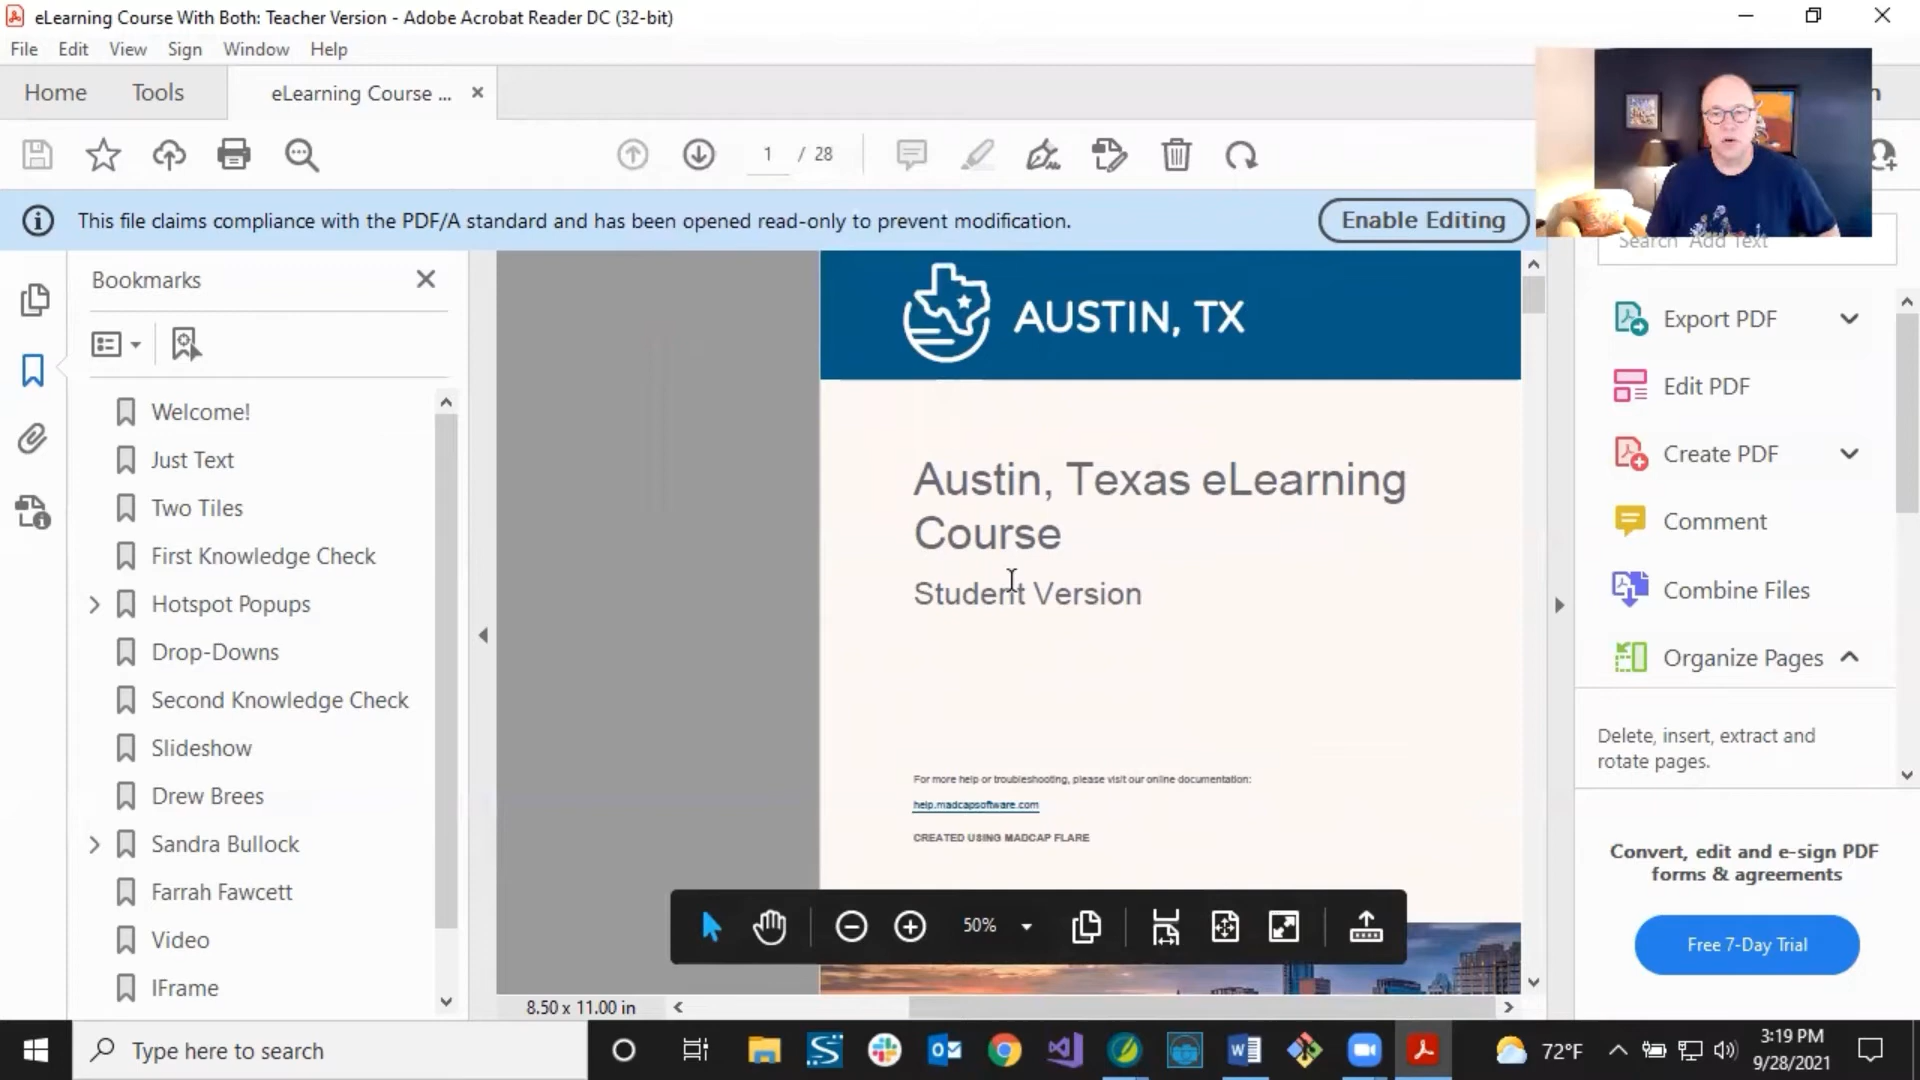 eLearning Course With Both: Teacher Version - Adobe Acrobat Reader DC (32-bit)
File Edit View Sign Window Help
Home Tools eLearning Course ...
1 / 28
This file claims compliance with the PDF/A standard and has been opened read-only to prevent modification.
Enable Editing
Search 'Add Text'
Bookmarks
Welcome!
Just Text
Two Tiles
First Knowledge Check
Hotspot Popups
Drop-Downs
Second Knowledge Check
Slideshow
Drew Brees
Sandra Bullock
Farrah Fawcett
Video
IFrame
AUSTIN, TX
Austin, Texas eLearning
Course
Student Version
For more help or troubleshooting, please visit our online documentation:
help.madcapsoftware.com
CREATED USING MADCAP FLARE
50%
8.50 x 11.00 in
Export PDF
Edit PDF
Create PDF
Comment
Combine Files
Organize Pages
Delete, insert, extract and
rotate pages.
Convert, edit and e-sign PDF
forms & agreements
Free 7-Day Trial
Type here to search
72°F
3:19 PM
9/28/2021